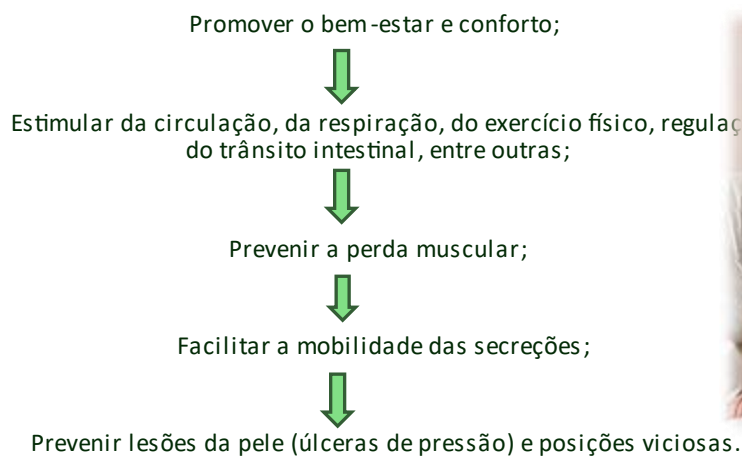 Promover o bem-estar e conforto;
Estimular da circulação, da respiração, do exercício físico,
do trânsito intestinal, entre outras;
Prevenir a perda muscular;
Facilitar a mobilidade das secreções;
Prevenir lesões da pele (úlceras de pressão) e posições viciosas.